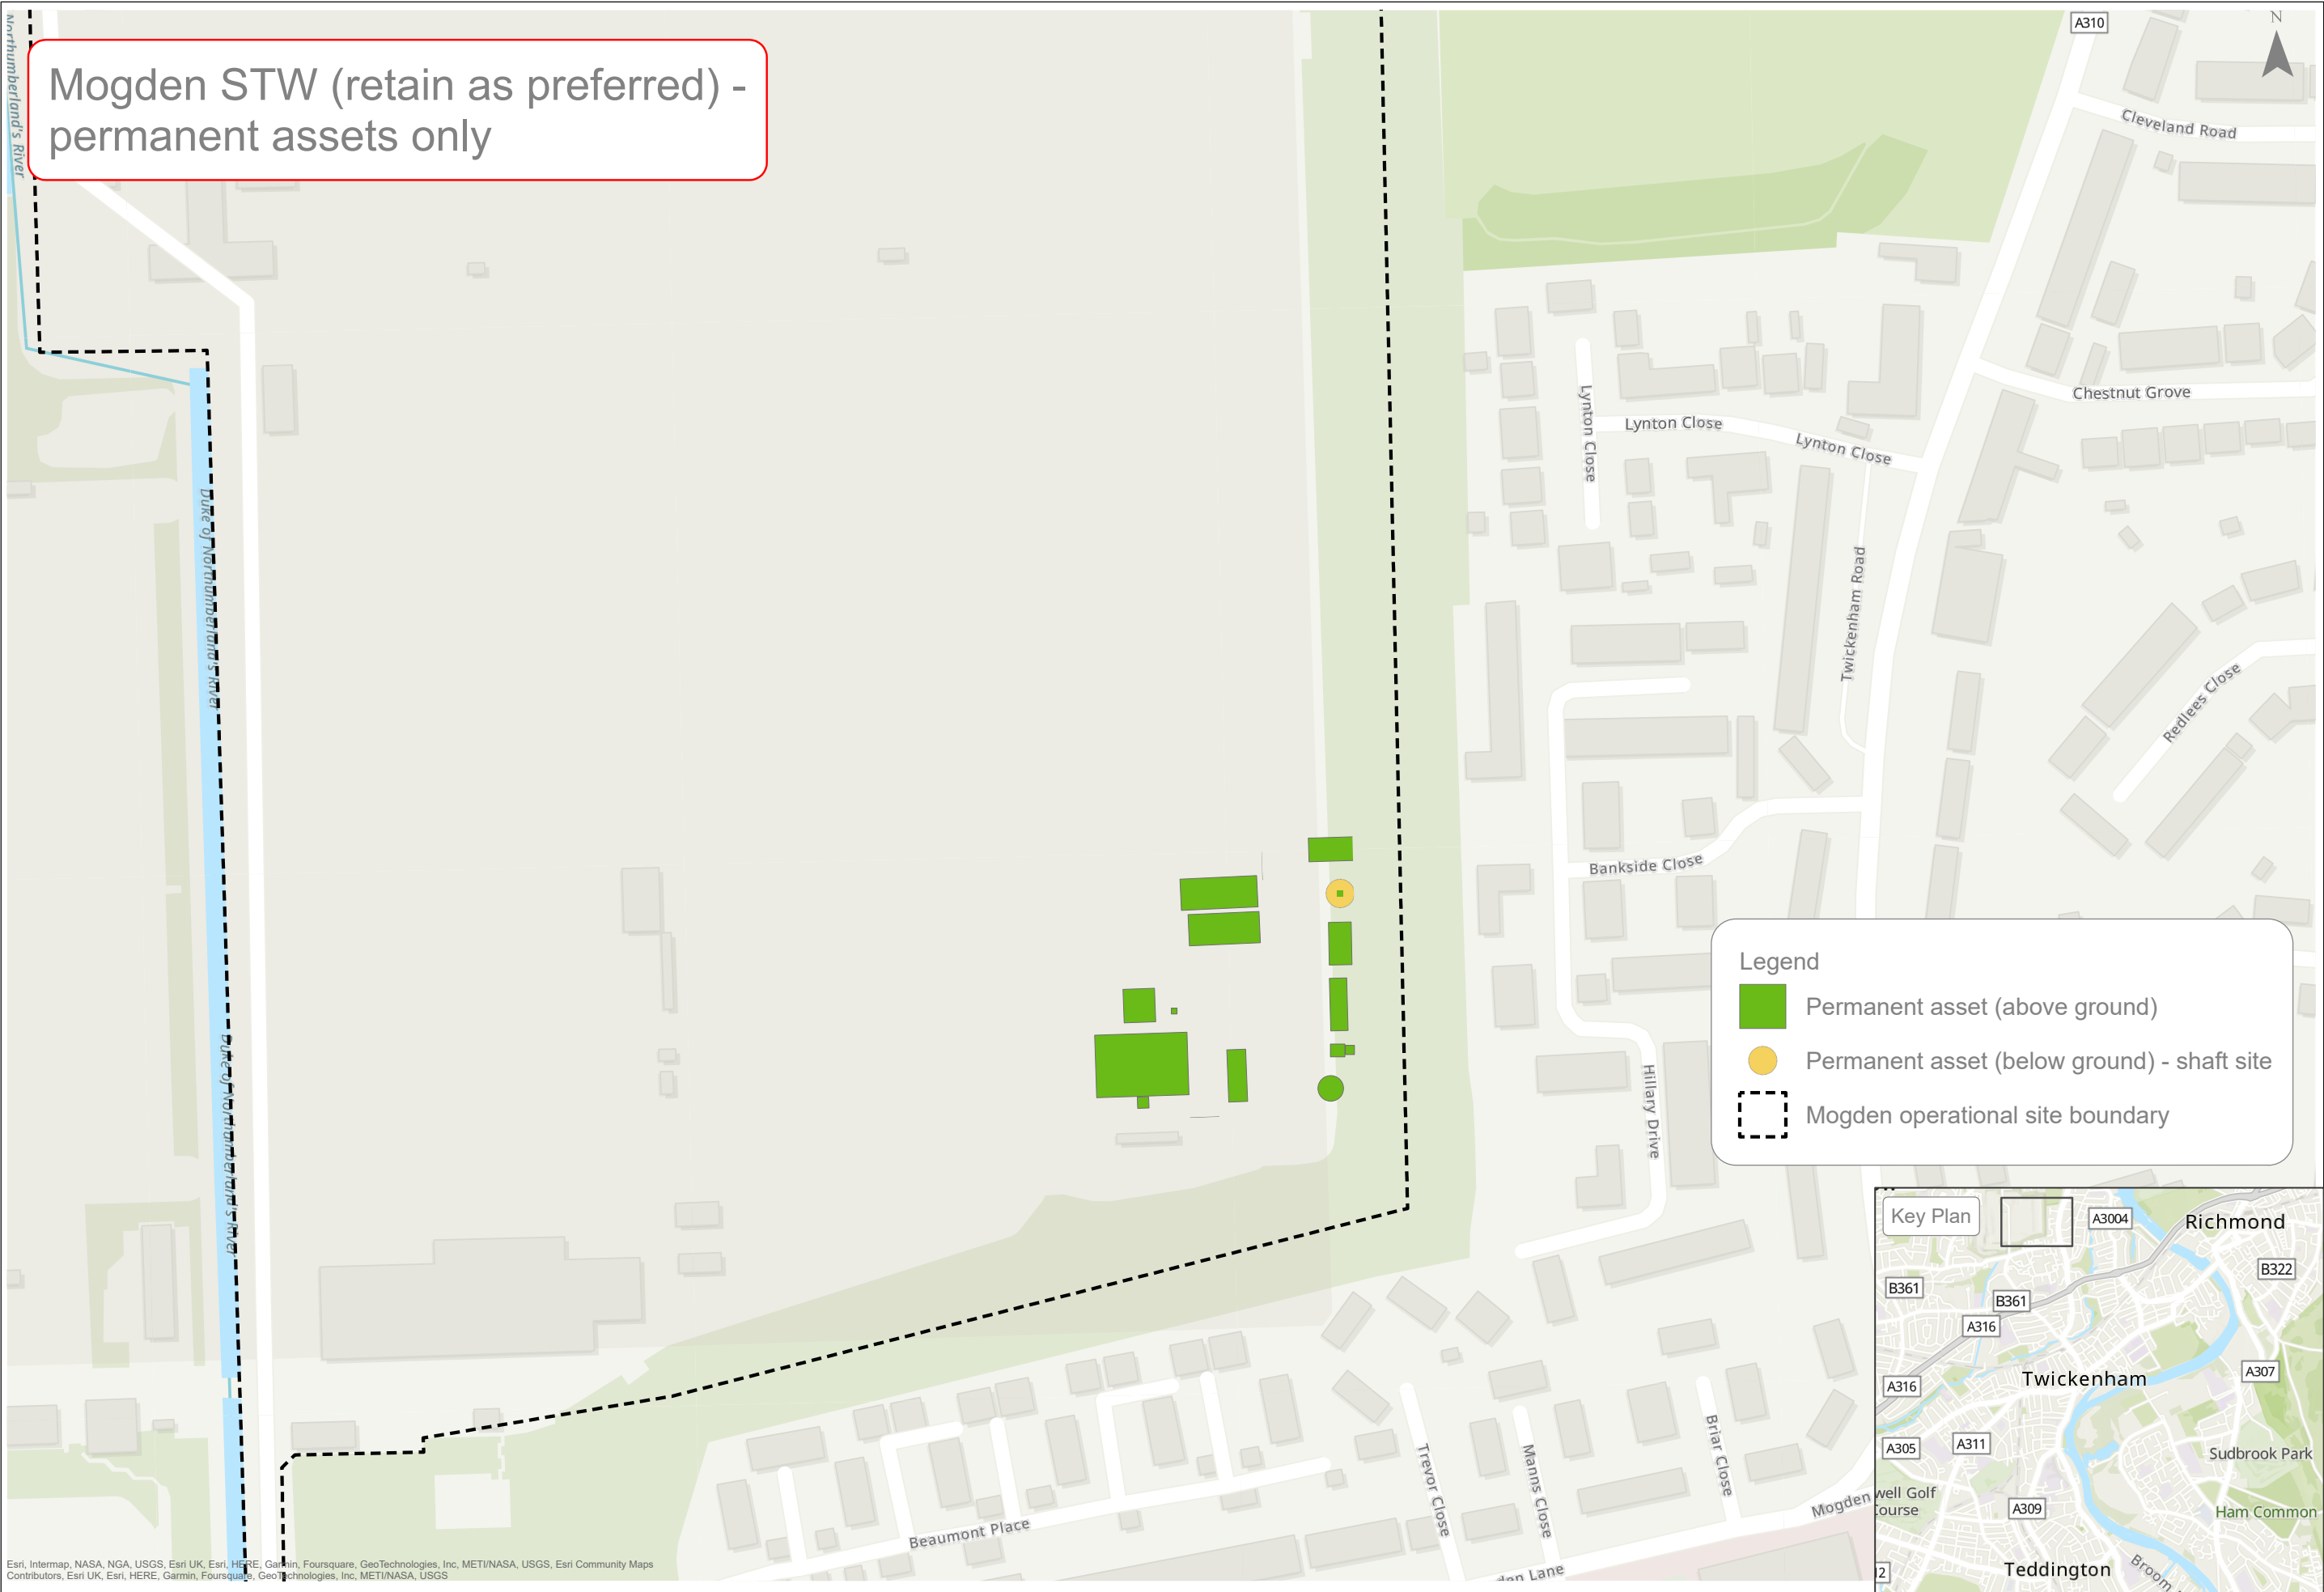 Mogden STW (retain as preferred) -
permanent assets only
Northumberland's River
A310
N
Cleveland Road
Chestnut Grove
Lynton Close
Lynton Close
Lynton Close
Twickenham Road
Redlees Close
Duke of Northumberland's River
Bankside Close
Duke of Northumberland's River
Hillary Drive
Legend
Permanent asset (above ground)
Permanent asset (below ground) - shaft site
Mogden operational site boundary
Key Plan
A3004
Richmond
B322
B361
B361
A316
Twickenham
A307
A316
A305
A311
Sudbrook Park
well Golf
Course
A309
Ham Common
Teddington
Broom
Trevor Close
Manns Close
Briar Close
Mogden
Beaumont Place
Lane
Esri, Intermap, NASA, NGA, USGS, Esri UK, Esri, HERE, Garmin, Foursquare, GeoTechnologies, Inc, METI/NASA, USGS, Esri Community Maps
Contributors, Esri UK, Esri, HERE, Garmin, Foursquare, GeoTechnologies, Inc, METI/NASA, USGS